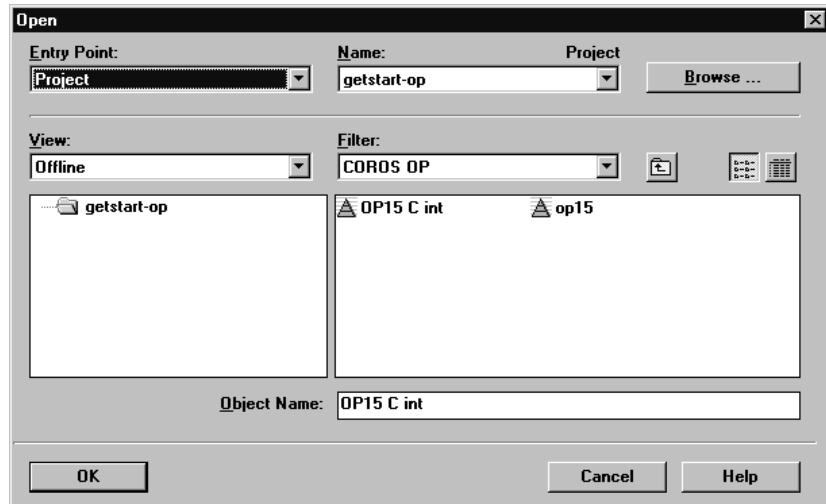 Open
Entry Point:
Name:
Project
Project
getstart-op
Browse ...
View:
Filter:
Offline
COROS OP
getstart-op
OP15 C int
op15
Object Name:
OP15 C int
OK
Cancel
Help